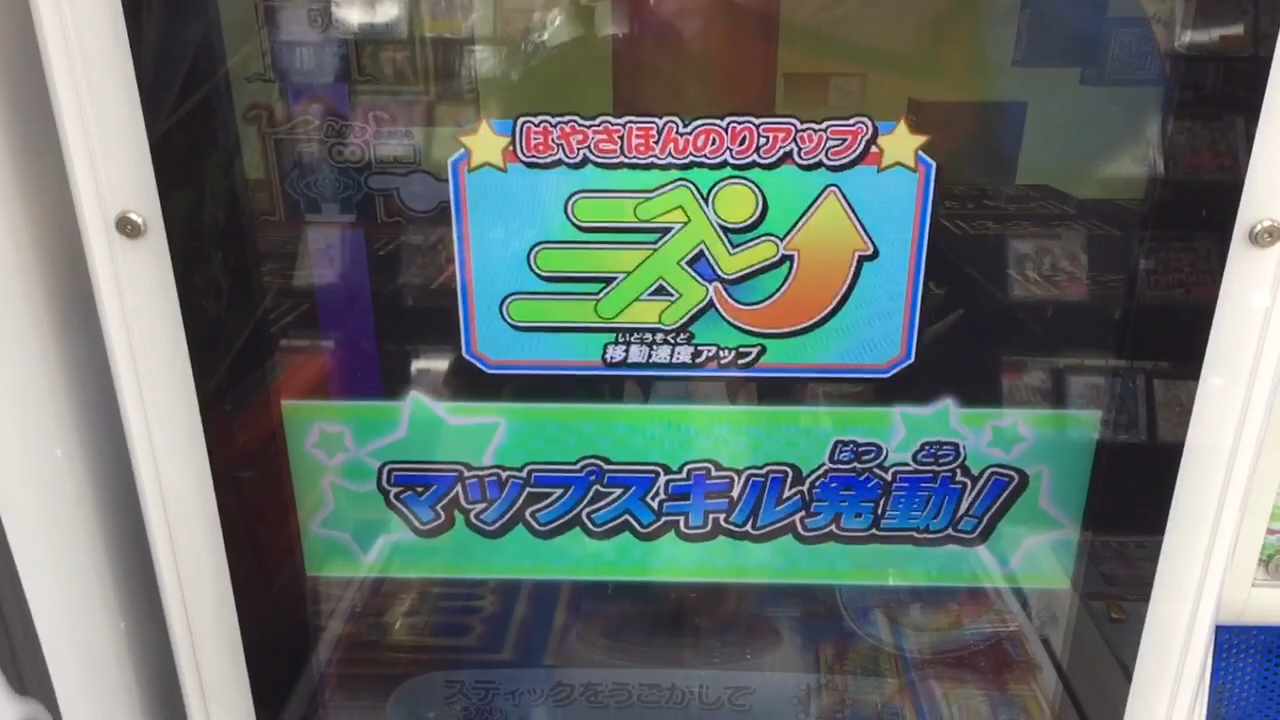 はやさほんのりアップ
いどうそくど
移動速度アップ
はつ どう
マップスキル発動!
スティックをうごかして